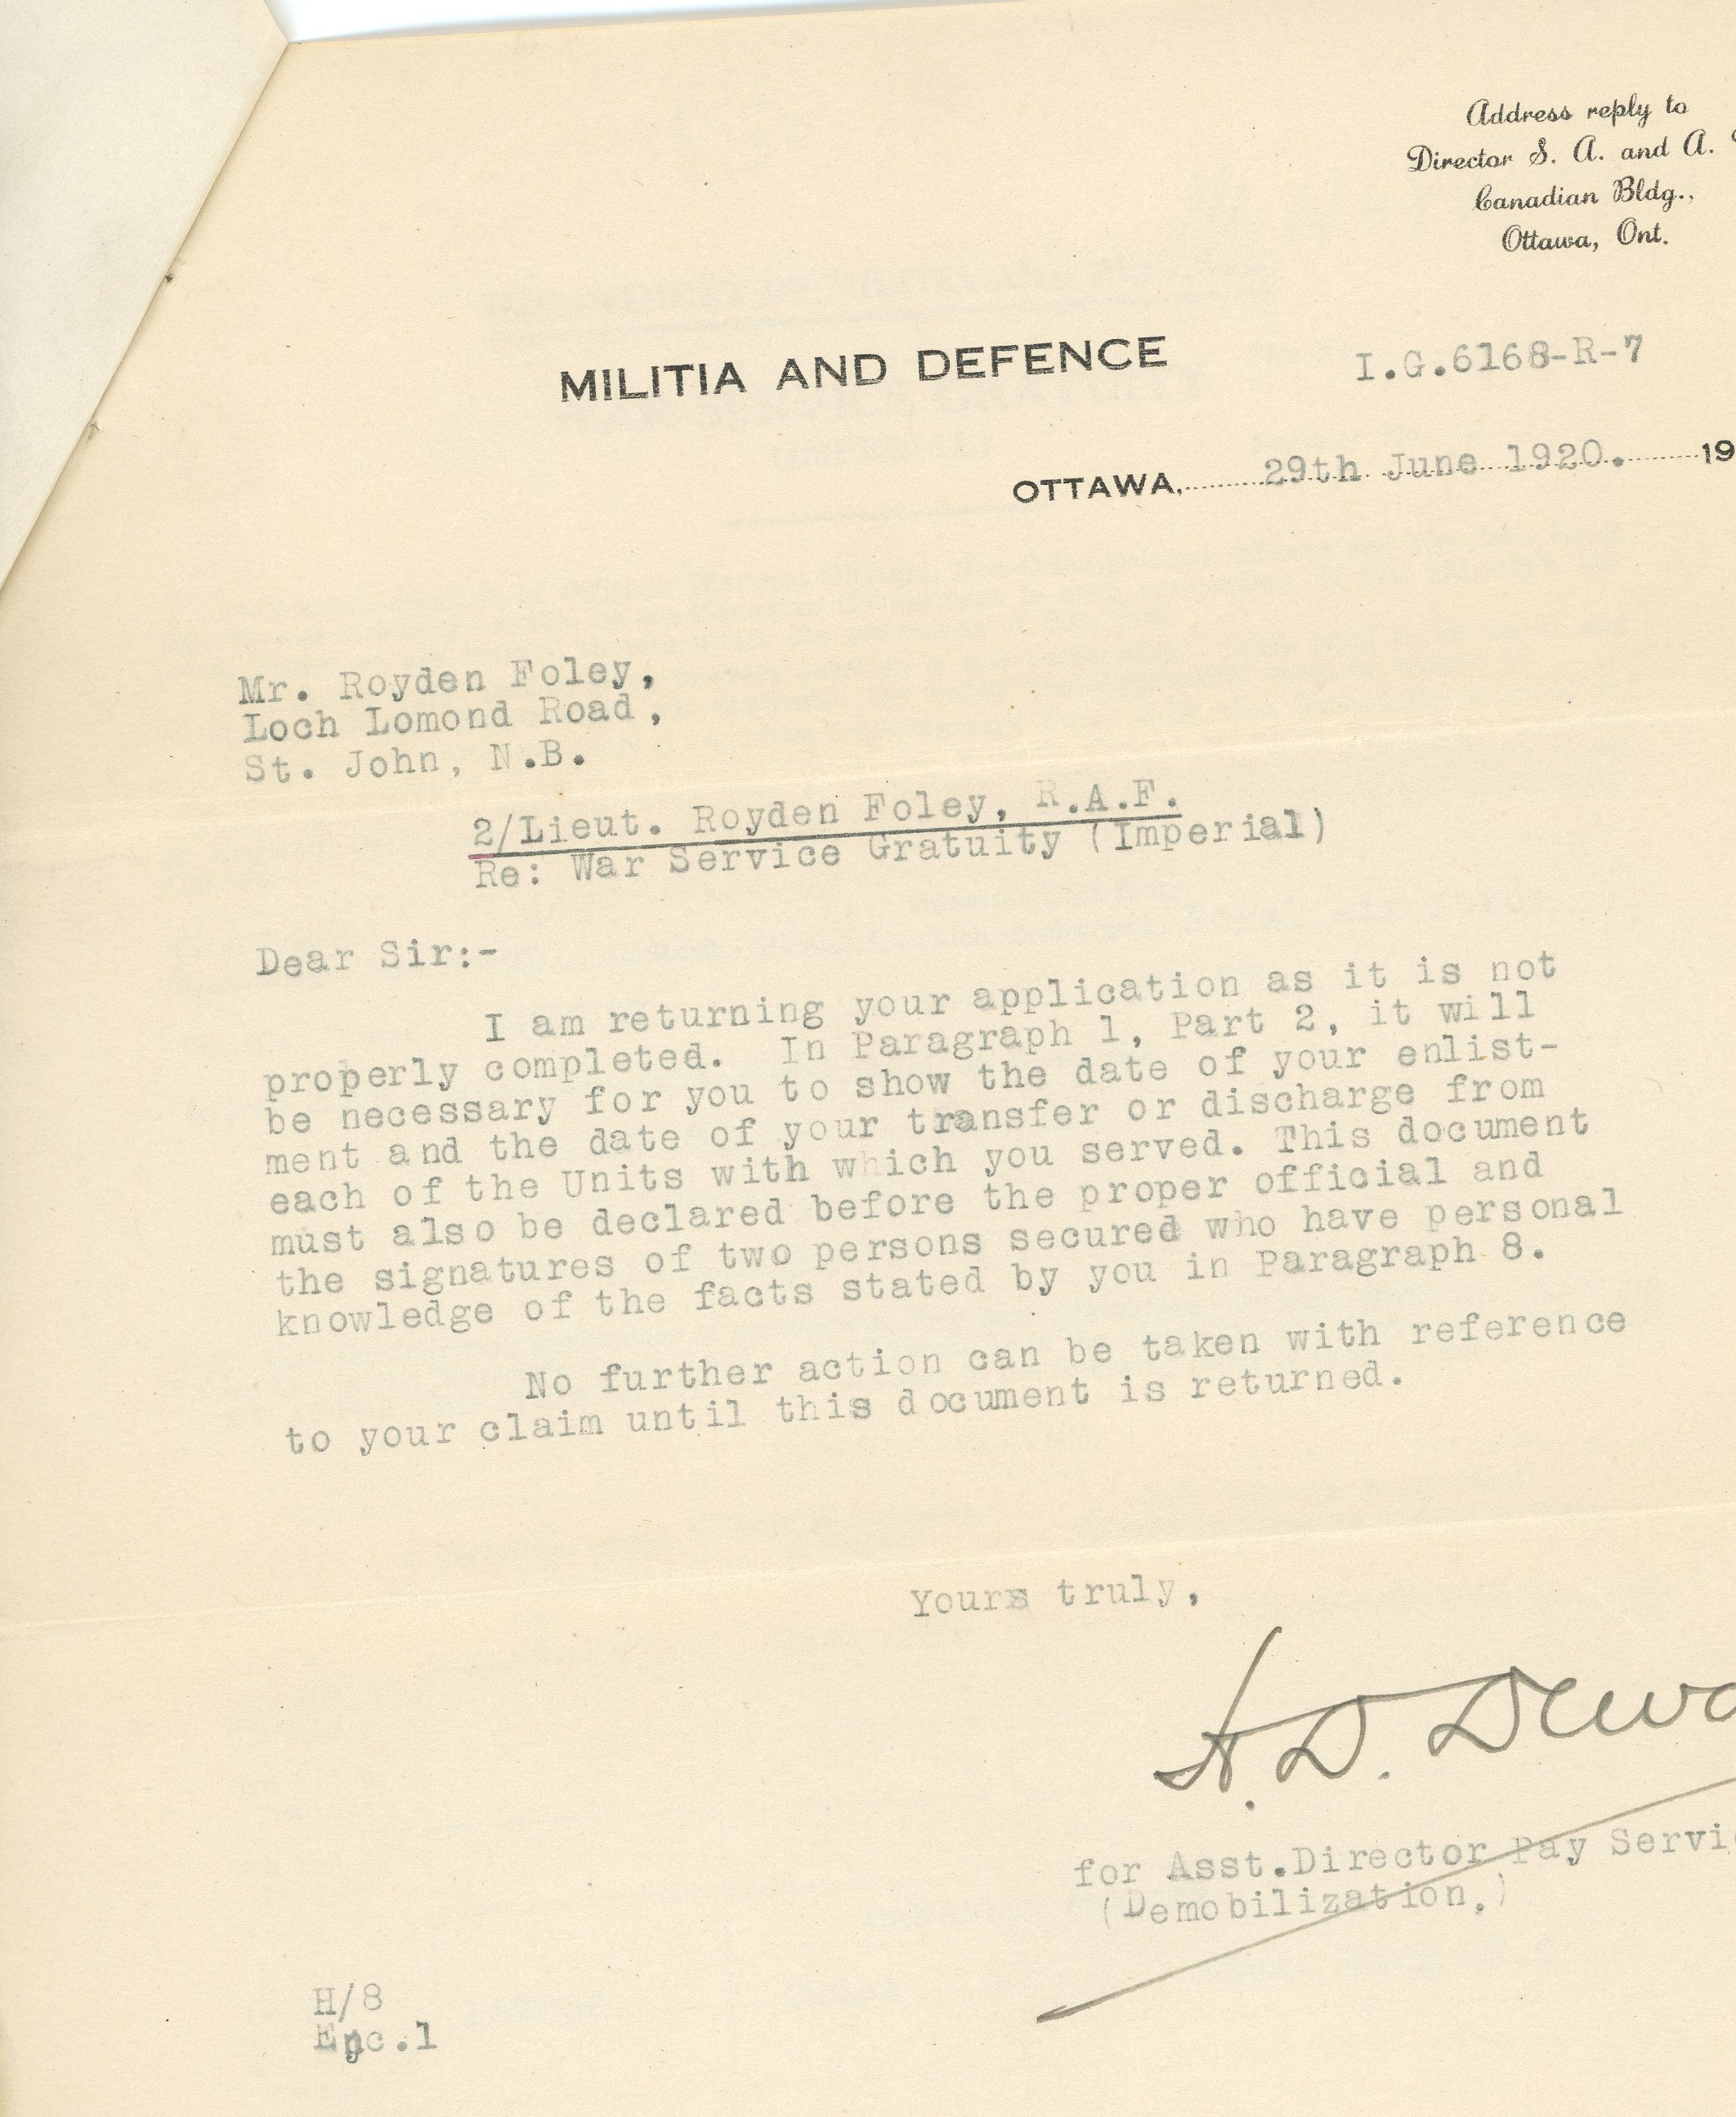 Address reply to
Director S. A. and A.
Canadian Bldg.,
Ottawa, Ont.
MILITIA AND DEFENCE
I.G.6168-R-7
OTTAWA, 29th June 1920. 19
Mr. Royden Foley,
Loch Lomond Road,
St. John, N.B.
2/Lieut. Royden Foley, R.A.F.
Re: War Service Gratuity (Imperial)
Dear Sir:-
I am returning your application as it is not
properly completed. In Paragraph 1, Part 2, it will
be necessary for you to show the date of your enlist-
ment and the date of your transfer or discharge from
each of the Units with which you served. This document
must also be declared before the proper official and
the signatures of two persons secured who have personal
knowledge of the facts stated by you in Paragraph 8.
No further action can be taken with reference
to your claim until this document is returned.
Yours truly,
for Asst.Director Pay Servi
(Demobilization.)
H/8
Enc.1